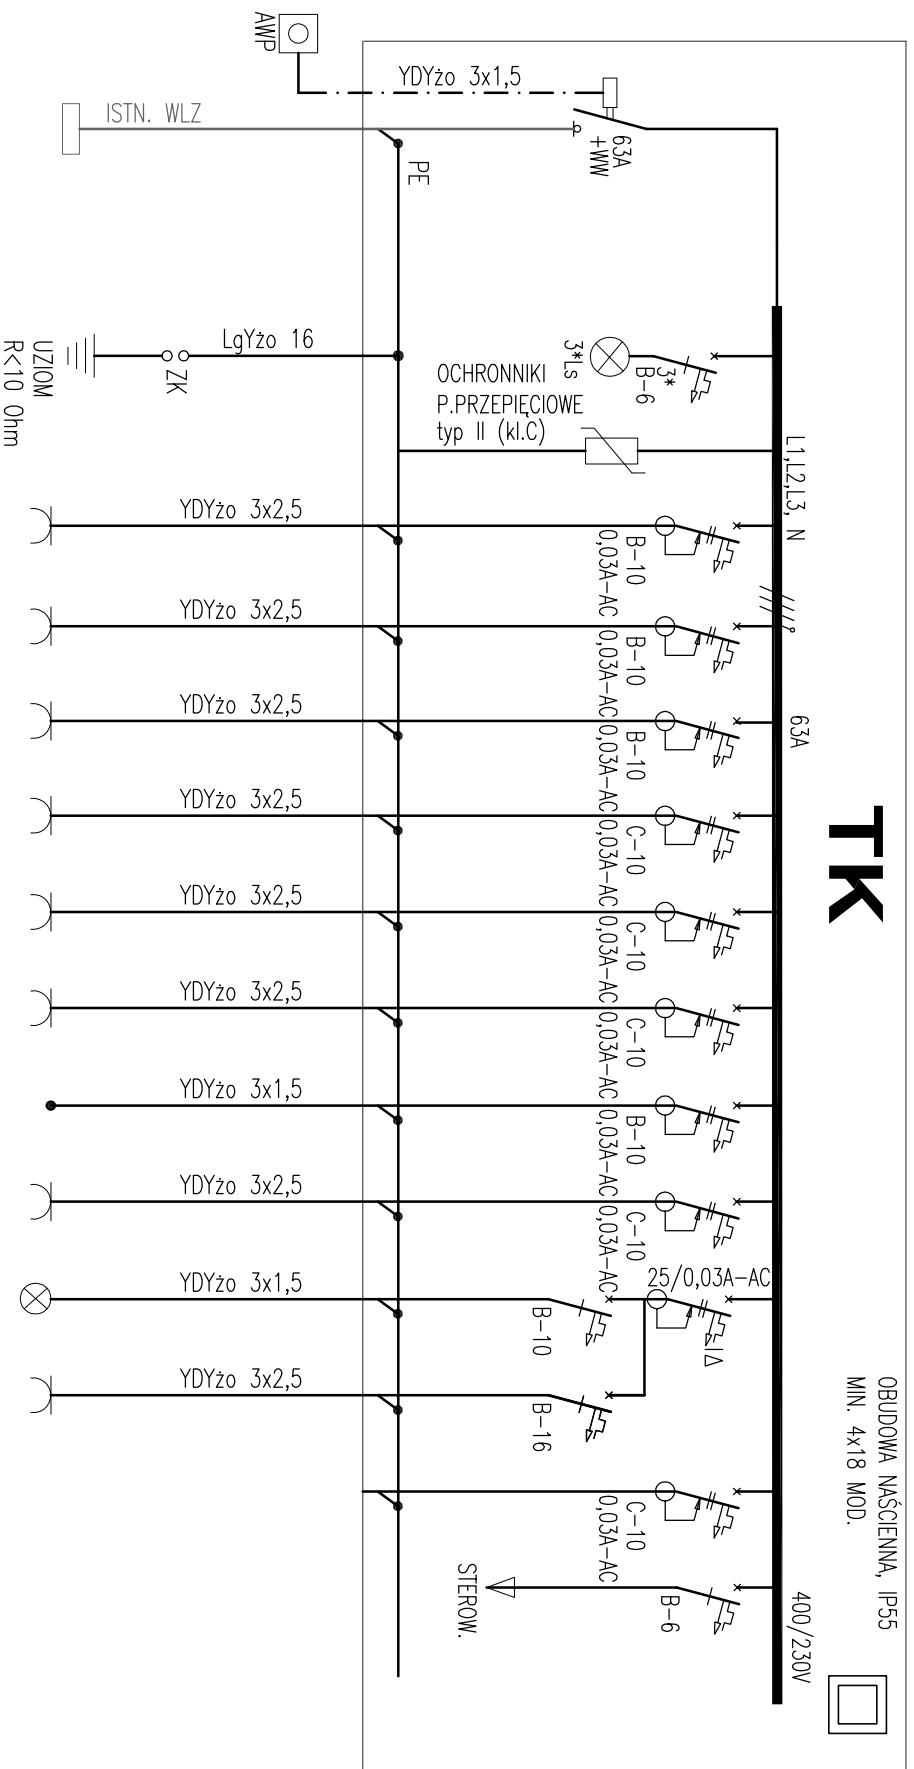 TK
OBUDOWA NAŚCIENNA, IP55
MIN. 4x18 MOD.
400/230V
L1,L2,L3, N
63A
AWP
YDYżo 3x1,5
ISTN. WLZ
63A
+WW
PE
UZIOM
R<10 Ohm
ZK
LgYżo 16
3*Ls
3*
B-6
OCHRONNIKI
P.PRZEPIĘCIOWE
typ II (kl.C)
YDYżo 3x2,5
B-10
0,03A-AC
YDYżo 3x2,5
B-10
0,03A-AC
YDYżo 3x2,5
B-10
0,03A-AC
YDYżo 3x2,5
C-10
0,03A-AC
YDYżo 3x2,5
C-10
0,03A-AC
YDYżo 3x2,5
C-10
0,03A-AC
YDYżo 3x1,5
B-10
0,03A-AC
YDYżo 3x2,5
C-10
0,03A-AC
25/0,03A-AC
I∆
YDYżo 3x1,5
B-10
YDYżo 3x2,5
B-16
C-10
0,03A-AC
B-6
STEROW.